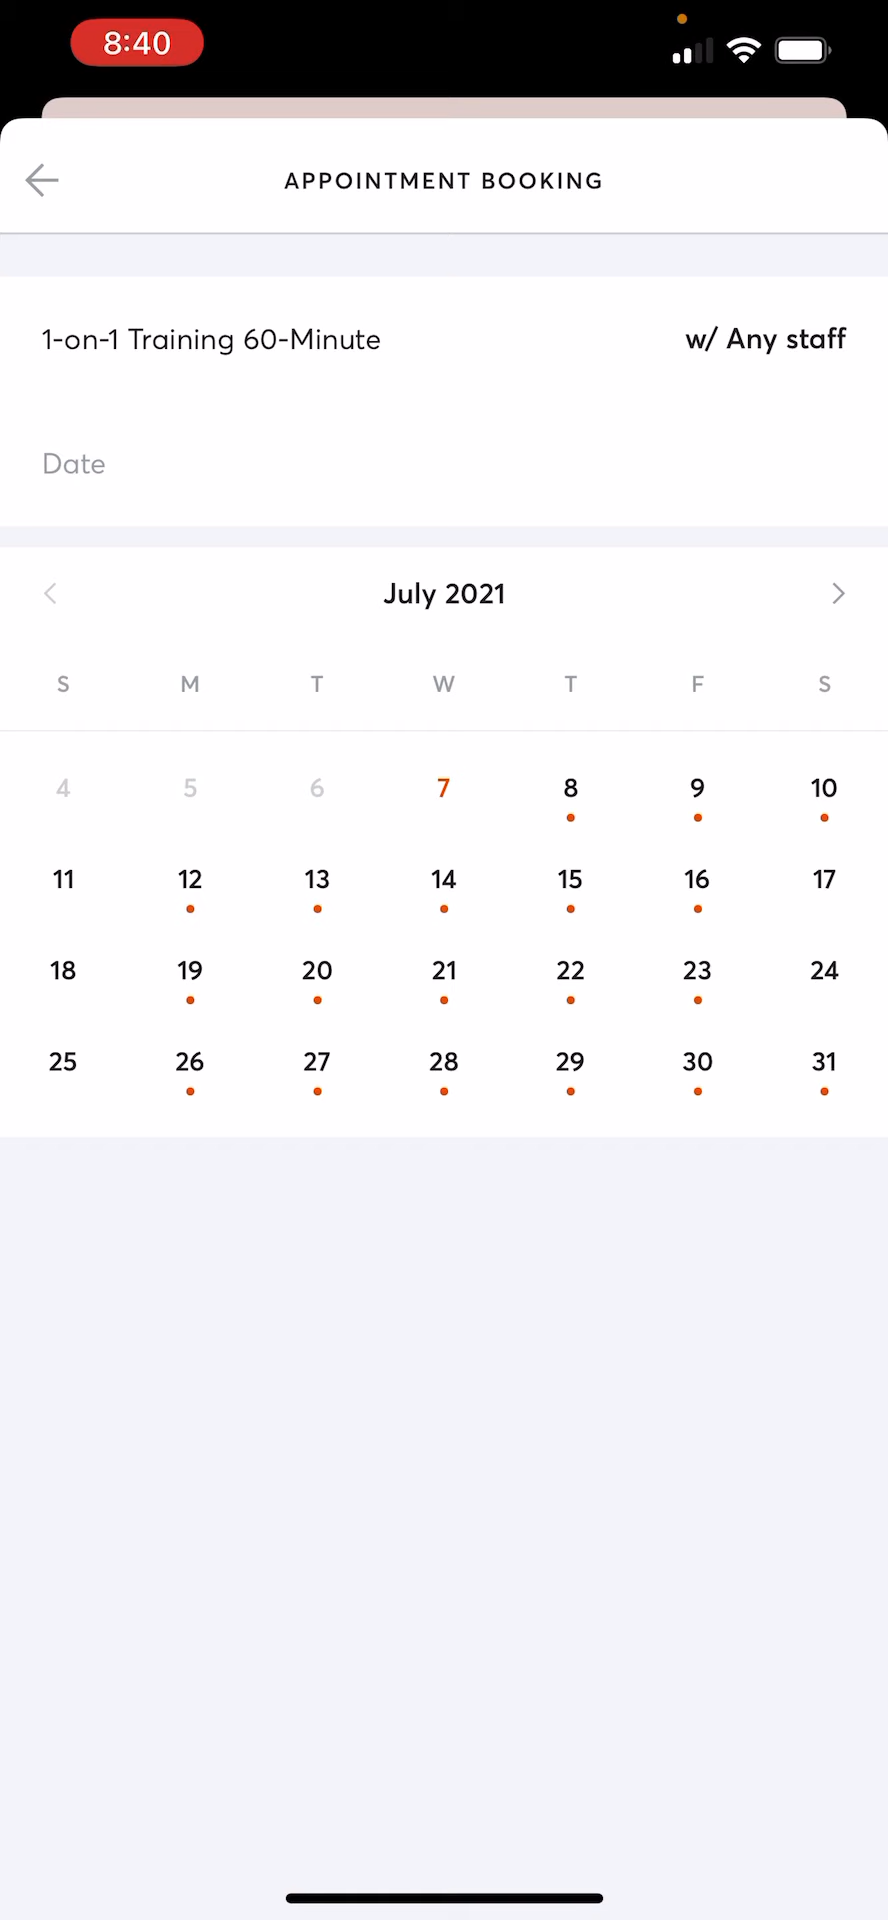 8:40
APPOINTMENT BOOKING
1-on-1 Training 60-Minute w/ Any staff
Date
July 2021
S M T W T F S
4 5 6 7 8 9 10
11 12 13 14 15 16 17
18 19 20 21 22 23 24
25 26 27 28 29 30 31